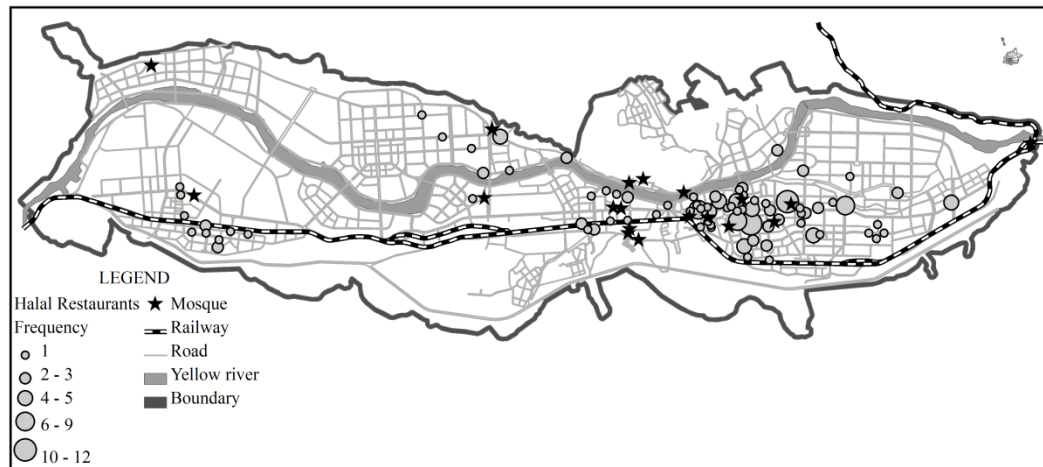 LEGEND
Halal Restaurants ★ Mosque
Frequency
Railway
1
Road
2 - 3
Yellow river
4 - 5
Boundary
6 - 9
10 - 12